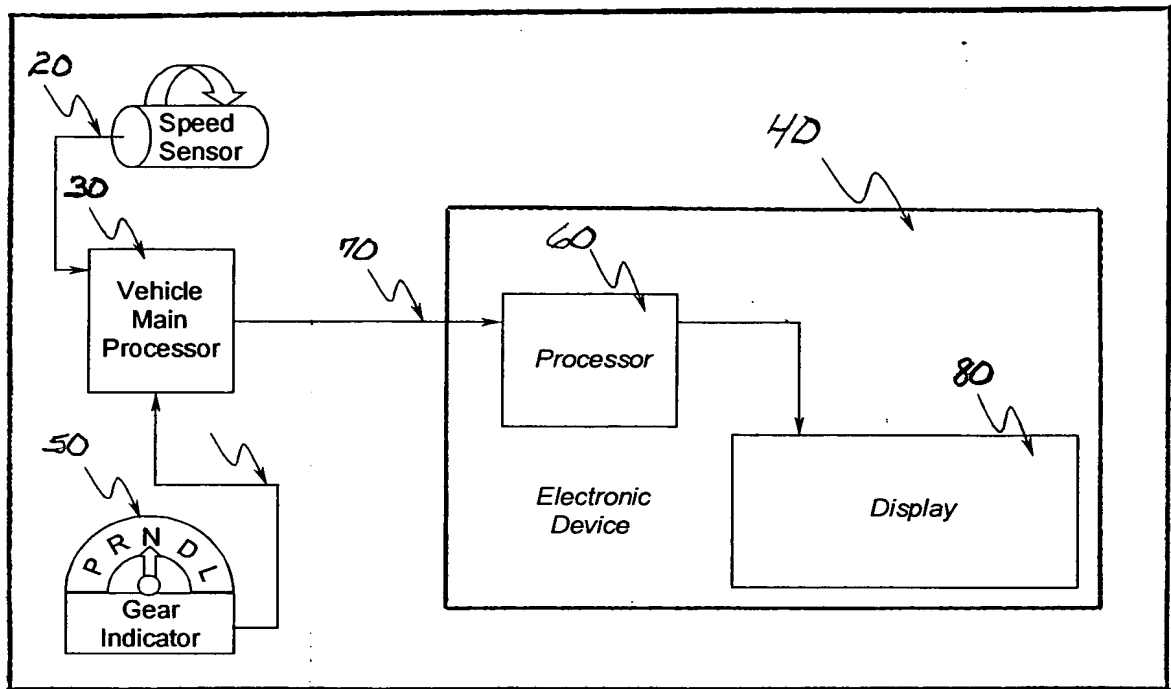 20
Speed
Sensor
40
30
60
70
Vehicle
Main
Processor
Processor
80
50
Electronic
Device
Display
P R N D L
Gear
Indicator